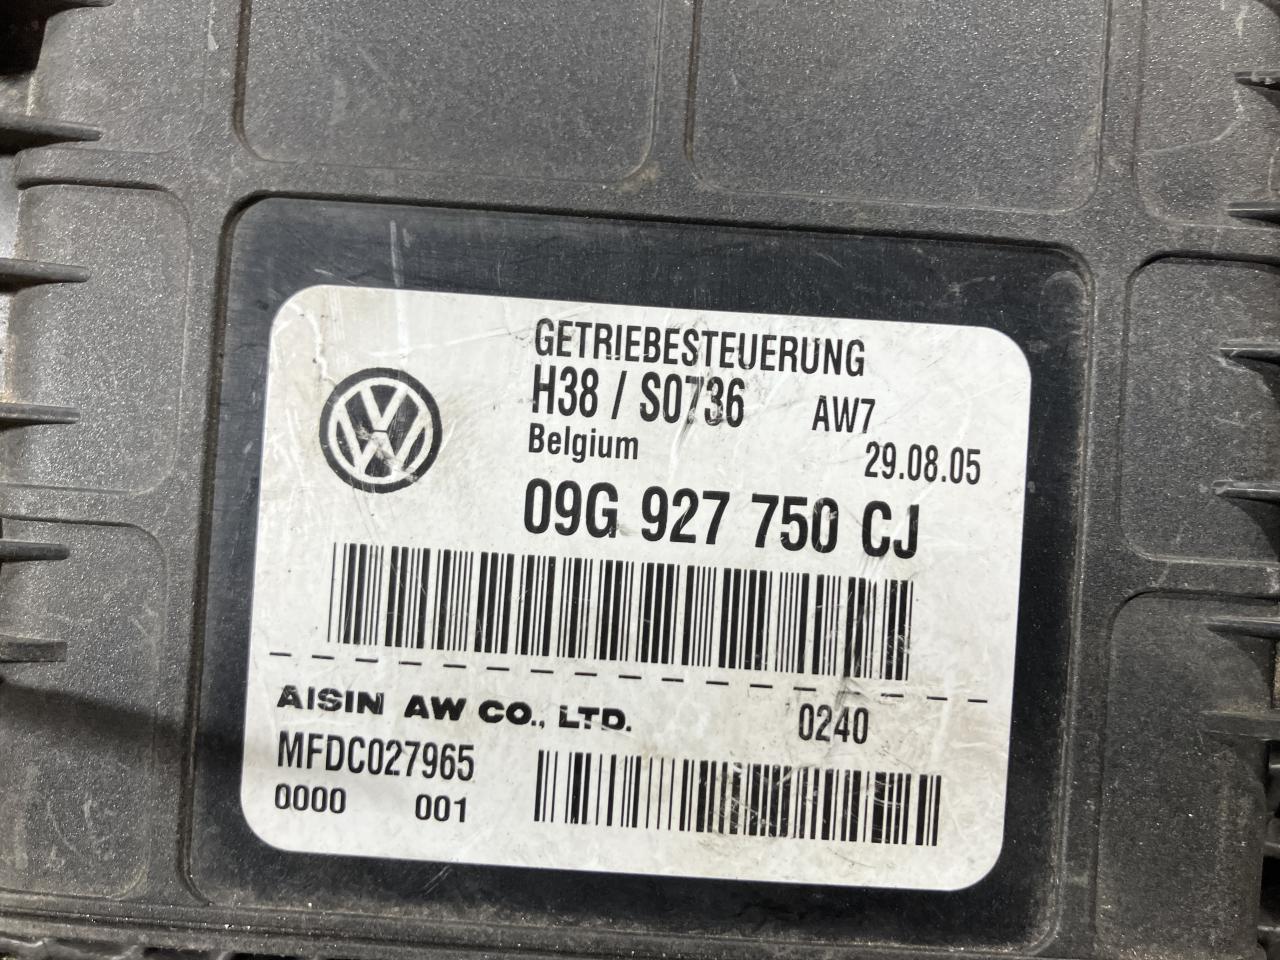 GETRIEBESTEUERUNG
H38 / S0736 AW7
Belgium 29.08.05
09G 927 750 CJ
AISIN AW CO., LTD. 0240
MFDC027965
0000 001